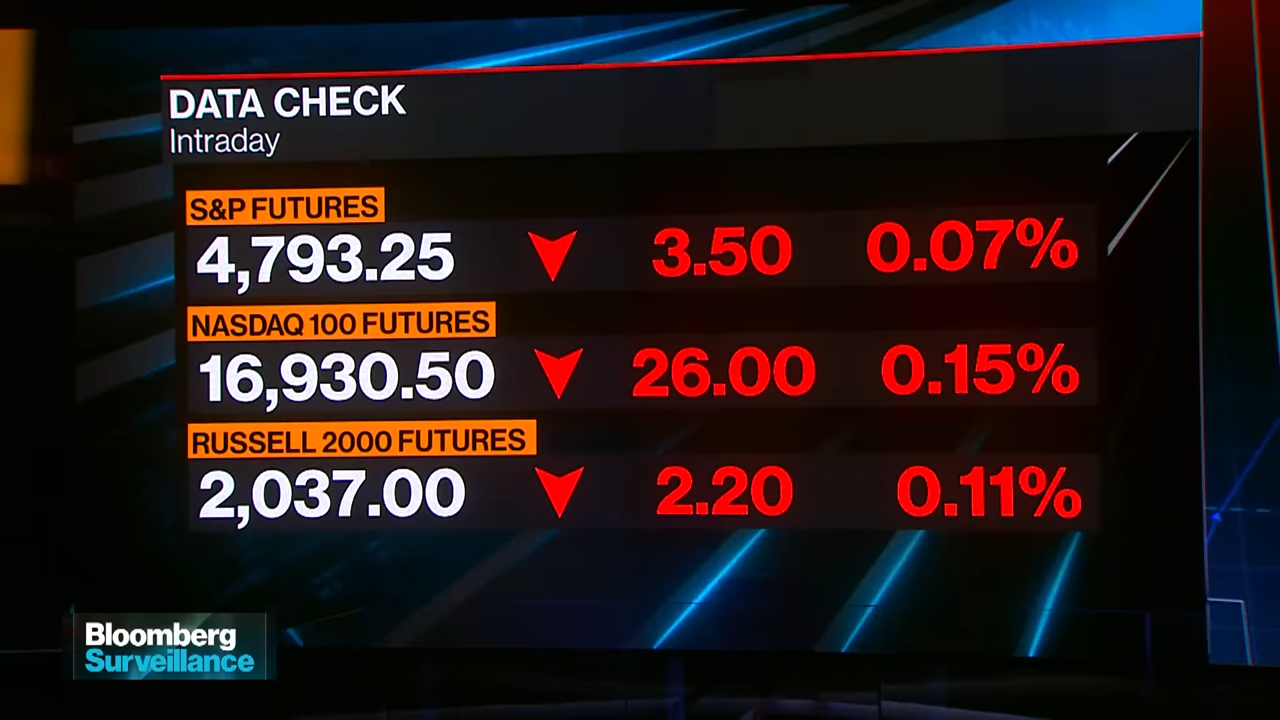 DATA CHECK
Intraday
S&P FUTURES
4,793.25 3.50 0.07%
NASDAQ 100 FUTURES
16,930.50 26.00 0.15%
RUSSELL 2000 FUTURES
2,037.00 2.20 0.11%
Bloomberg
Surveillance